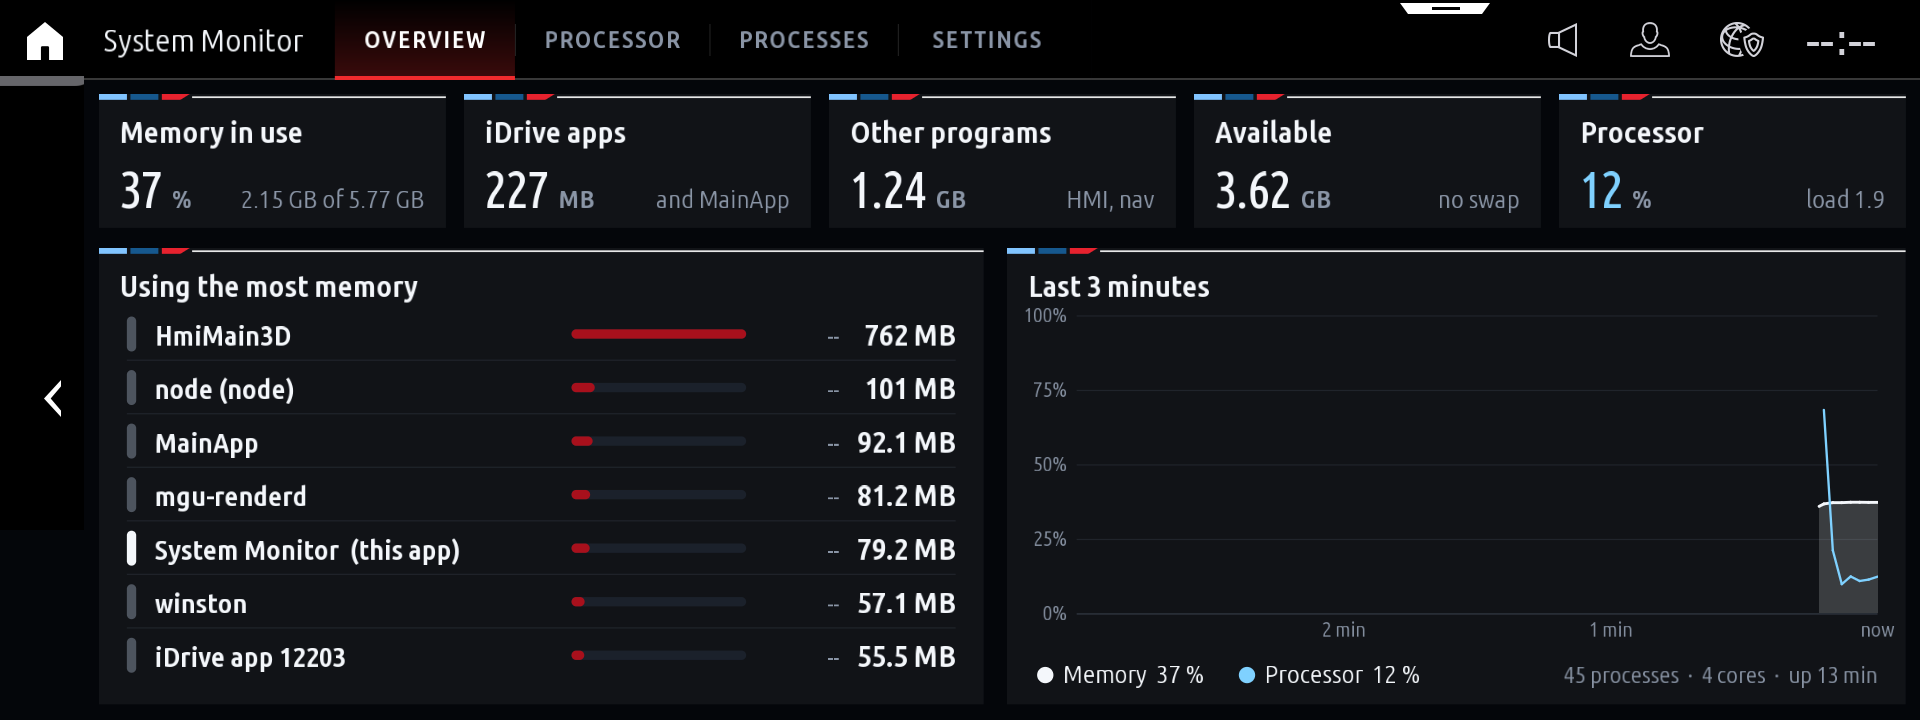 System Monitor OVERVIEW PROCESSOR PROCESSES SETTINGS --:--
Memory in use
37 % 2.15 GB of 5.77 GB
iDrive apps
227 MB and MainApp
Other programs
1.24 GB HMI, nav
Available
3.62 GB no swap
Processor
12 % load 1.9
Using the most memory
HmiMain3D -- 762 MB
node (node) -- 101 MB
MainApp -- 92.1 MB
mgu-renderd -- 81.2 MB
System Monitor (this app) -- 79.2 MB
winston -- 57.1 MB
iDrive app 12203 -- 55.5 MB
Last 3 minutes
100%
75%
50%
25%
0%
2 min 1 min now
Memory 37 % Processor 12 % 45 processes · 4 cores · up 13 min